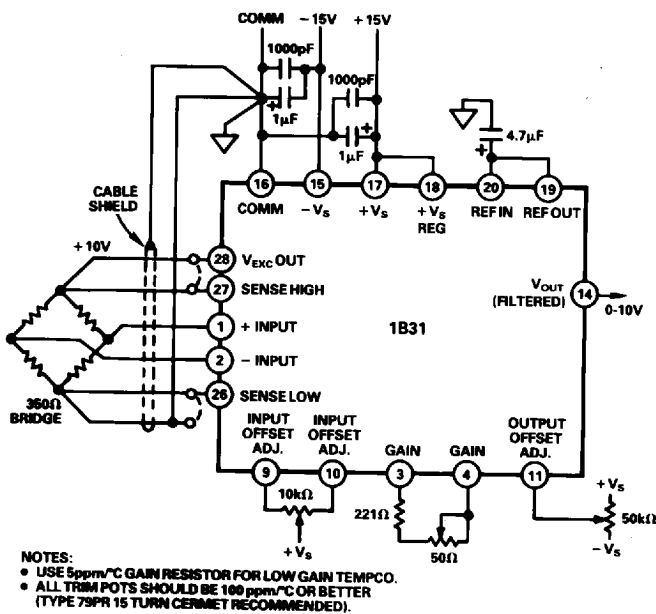 COMM
–15V
+15V
1000pF
1000pF
+
1µF
+
1µF
4.7µF
+
CABLE
SHIELD
16
15
17
18
20
19
COMM
–VS
+VS
+VS
REG
REF IN
REF OUT
+10V
28
VEXC OUT
27
SENSE HIGH
1
+ INPUT
2
– INPUT
26
SENSE LOW
350Ω
BRIDGE
1B31
VOUT
(FILTERED)
14
0-10V
INPUT
OFFSET
ADJ.
INPUT
OFFSET
ADJ.
GAIN
GAIN
OUTPUT
OFFSET
ADJ.
9
10
3
4
11
10kΩ
+VS
221Ω
50Ω
+VS
50kΩ
–VS
NOTES:
• USE 5ppm/°C GAIN RESISTOR FOR LOW GAIN TEMPCO.
• ALL TRIM POTS SHOULD BE 100 ppm/°C OR BETTER
(TYPE 79PR 15 TURN CERMET RECOMMENDED).